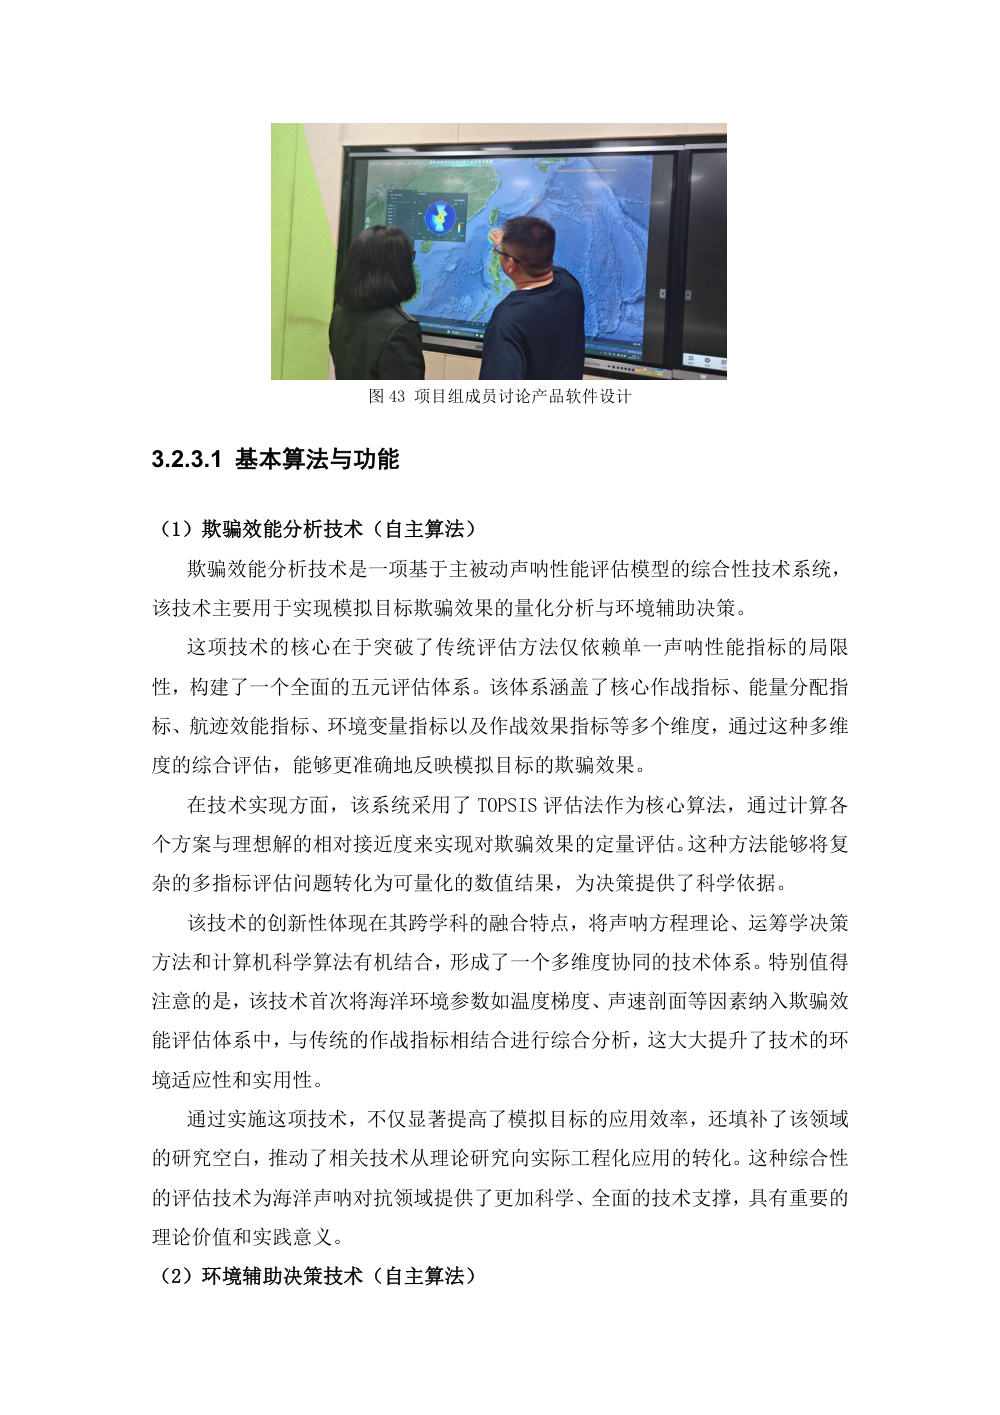 图 43 项目组成员讨论产品软件设计
3.2.3.1 基本算法与功能
（1）欺骗效能分析技术（自主算法）
欺骗效能分析技术是一项基于主被动声呐性能评估模型的综合性技术系统，
该技术主要用于实现模拟目标欺骗效果的量化分析与环境辅助决策。
这项技术的核心在于突破了传统评估方法仅依赖单一声呐性能指标的局限
性，构建了一个全面的五元评估体系。该体系涵盖了核心作战指标、能量分配指
标、航迹效能指标、环境变量指标以及作战效果指标等多个维度，通过这种多维
度的综合评估，能够更准确地反映模拟目标的欺骗效果。
在技术实现方面，该系统采用了 TOPSIS 评估法作为核心算法，通过计算各
个方案与理想解的相对接近度来实现对欺骗效果的定量评估。这种方法能够将复
杂的多指标评估问题转化为可量化的数值结果，为决策提供了科学依据。
该技术的创新性体现在其跨学科的融合特点，将声呐方程理论、运筹学决策
方法和计算机科学算法有机结合，形成了一个多维度协同的技术体系。特别值得
注意的是，该技术首次将海洋环境参数如温度梯度、声速剖面等因素纳入欺骗效
能评估体系中，与传统的作战指标相结合进行综合分析，这大大提升了技术的环
境适应性和实用性。
通过实施这项技术，不仅显著提高了模拟目标的应用效率，还填补了该领域
的研究空白，推动了相关技术从理论研究向实际工程化应用的转化。这种综合性
的评估技术为海洋声呐对抗领域提供了更加科学、全面的技术支撑，具有重要的
理论价值和实践意义。
（2）环境辅助决策技术（自主算法）